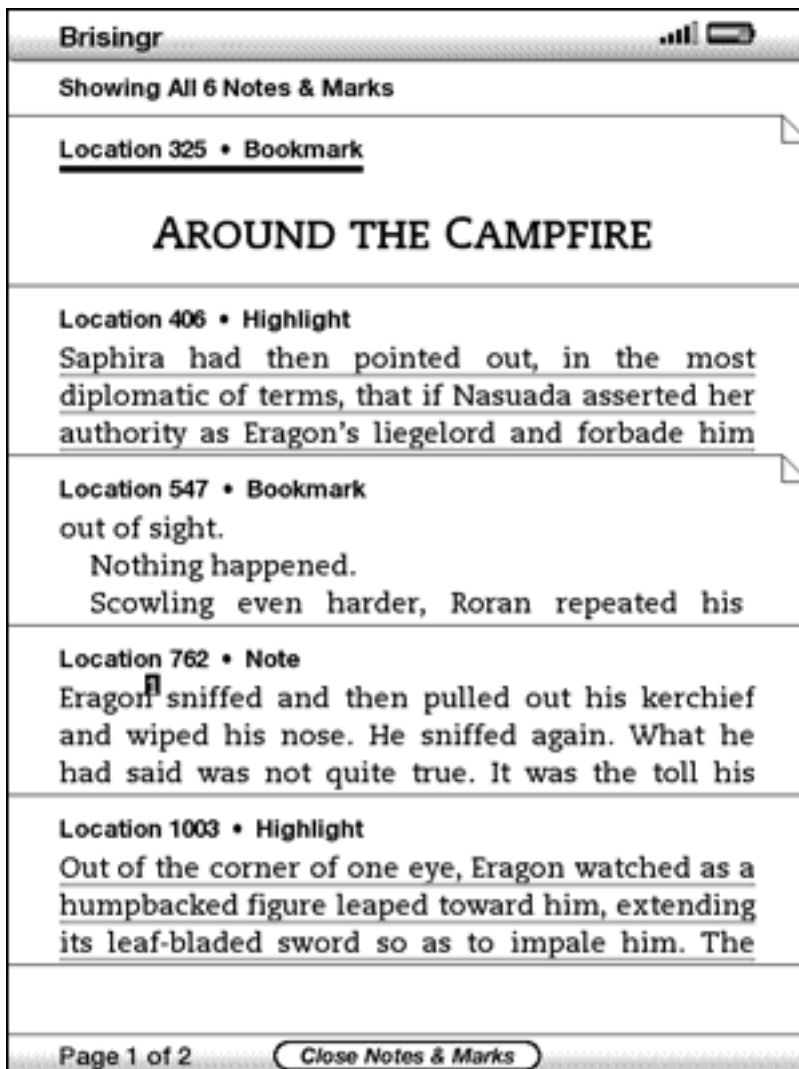 Brisingr
Showing All 6 Notes & Marks
Location 325 • Bookmark
AROUND THE CAMPFIRE
Location 406 • Highlight
Saphira had then pointed out, in the most
diplomatic of terms, that if Nasuada asserted her
authority as Eragon's liegelord and forbade him
Location 547 • Bookmark
out of sight.
Nothing happened.
Scowling even harder, Roran repeated his
Location 762 • Note
Eragon1 sniffed and then pulled out his kerchief
and wiped his nose. He sniffed again. What he
had said was not quite true. It was the toll his
Location 1003 • Highlight
Out of the corner of one eye, Eragon watched as a
humpbacked figure leaped toward him, extending
its leaf-bladed sword so as to impale him. The
Page 1 of 2
Close Notes & Marks